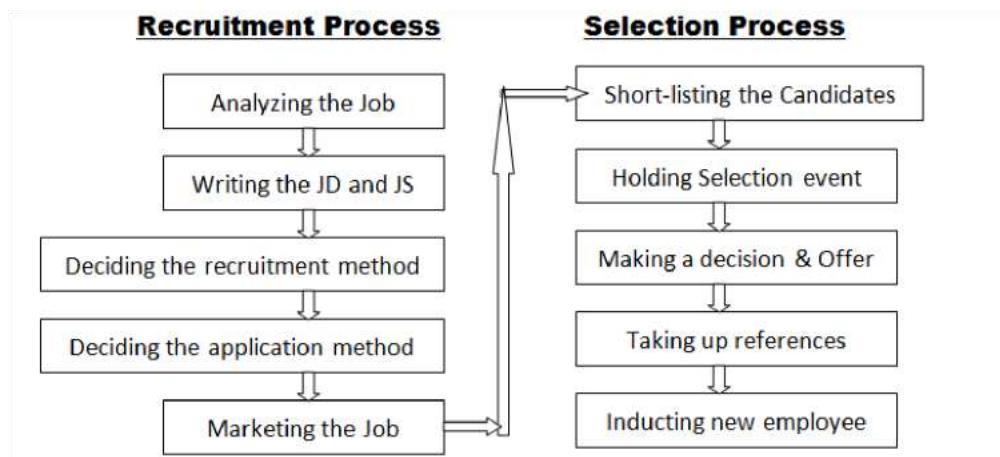 Recruitment Process
Analyzing the Job
Writing the JD and JS
Deciding the recruitment method
Deciding the application method
Marketing the Job
Selection Process
Short-listing the Candidates
Holding Selection event
Making a decision & Offer
Taking up references
Inducting new employee